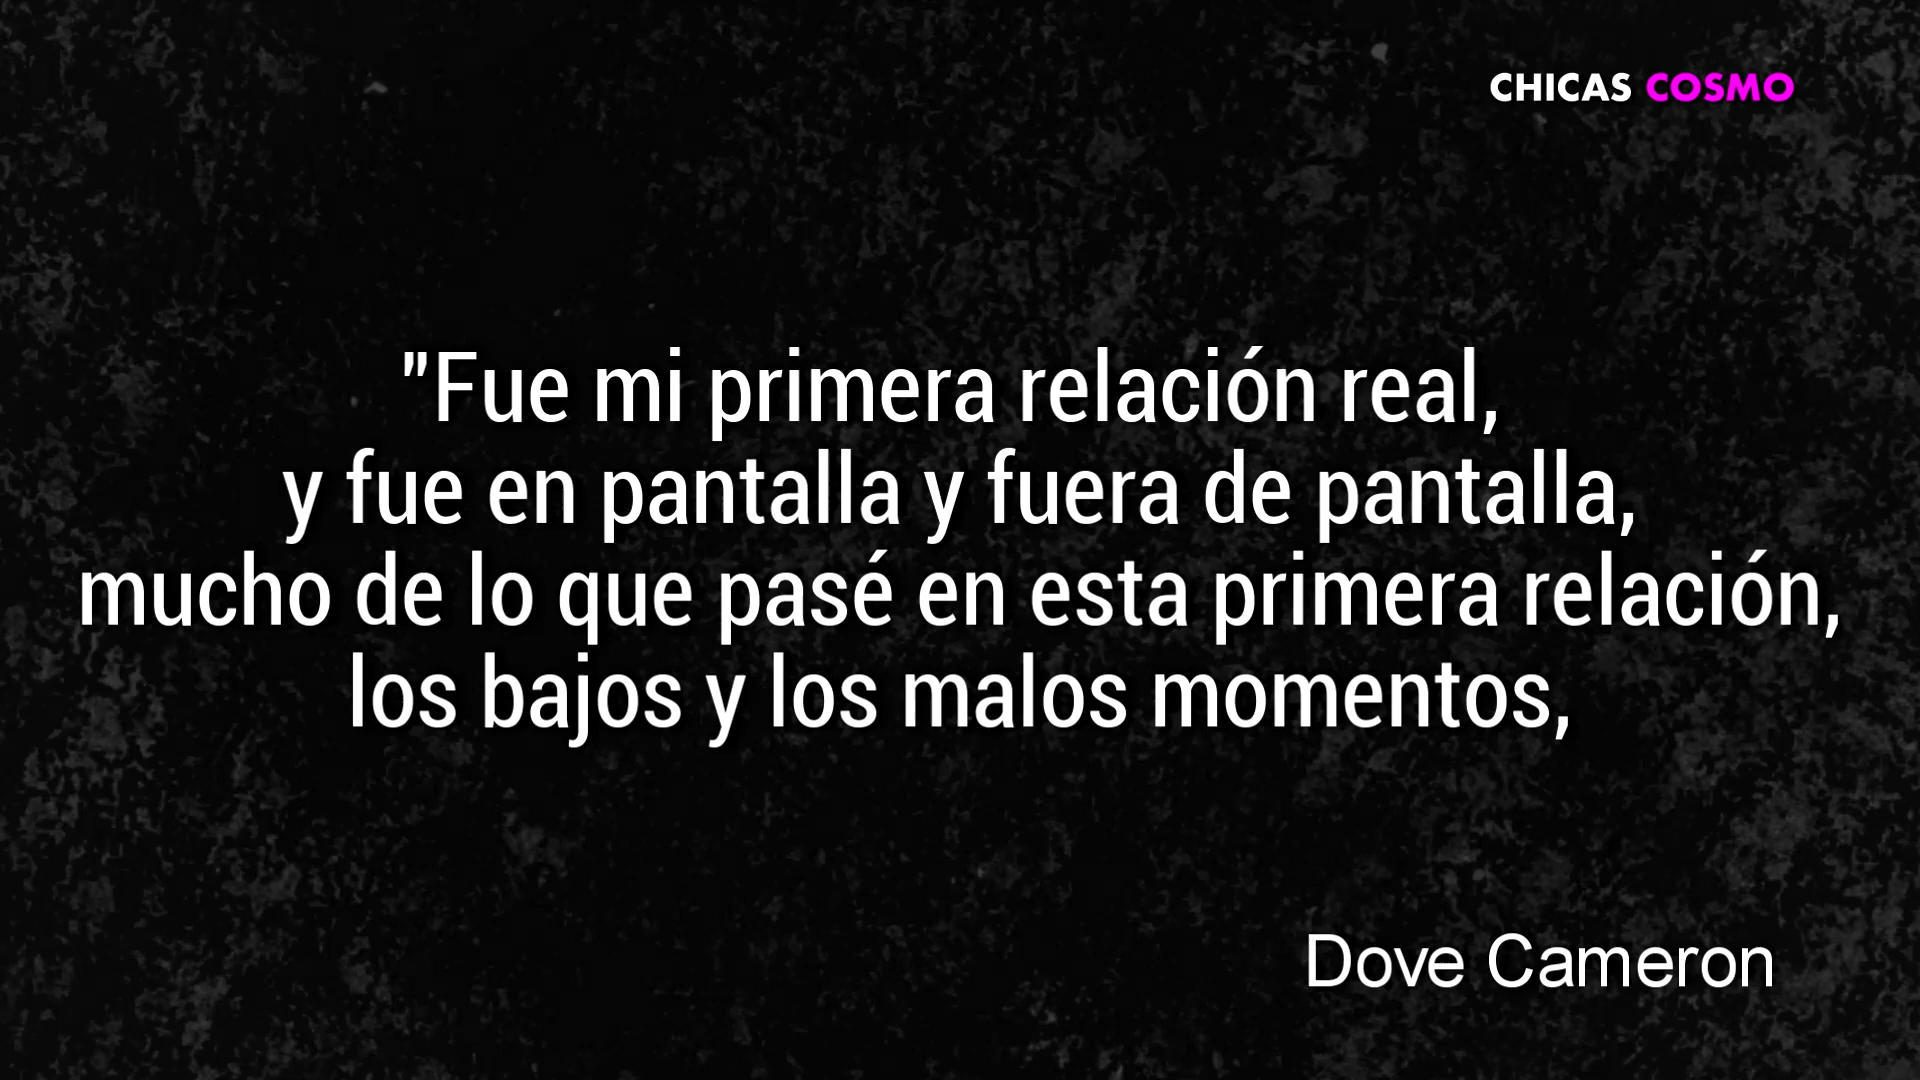 CHICAS COSMO
"Fue mi primera relación real,
y fue en pantalla y fuera de pantalla,
mucho de lo que pasé en esta primera relación,
los bajos y los malos momentos,
Dove Cameron